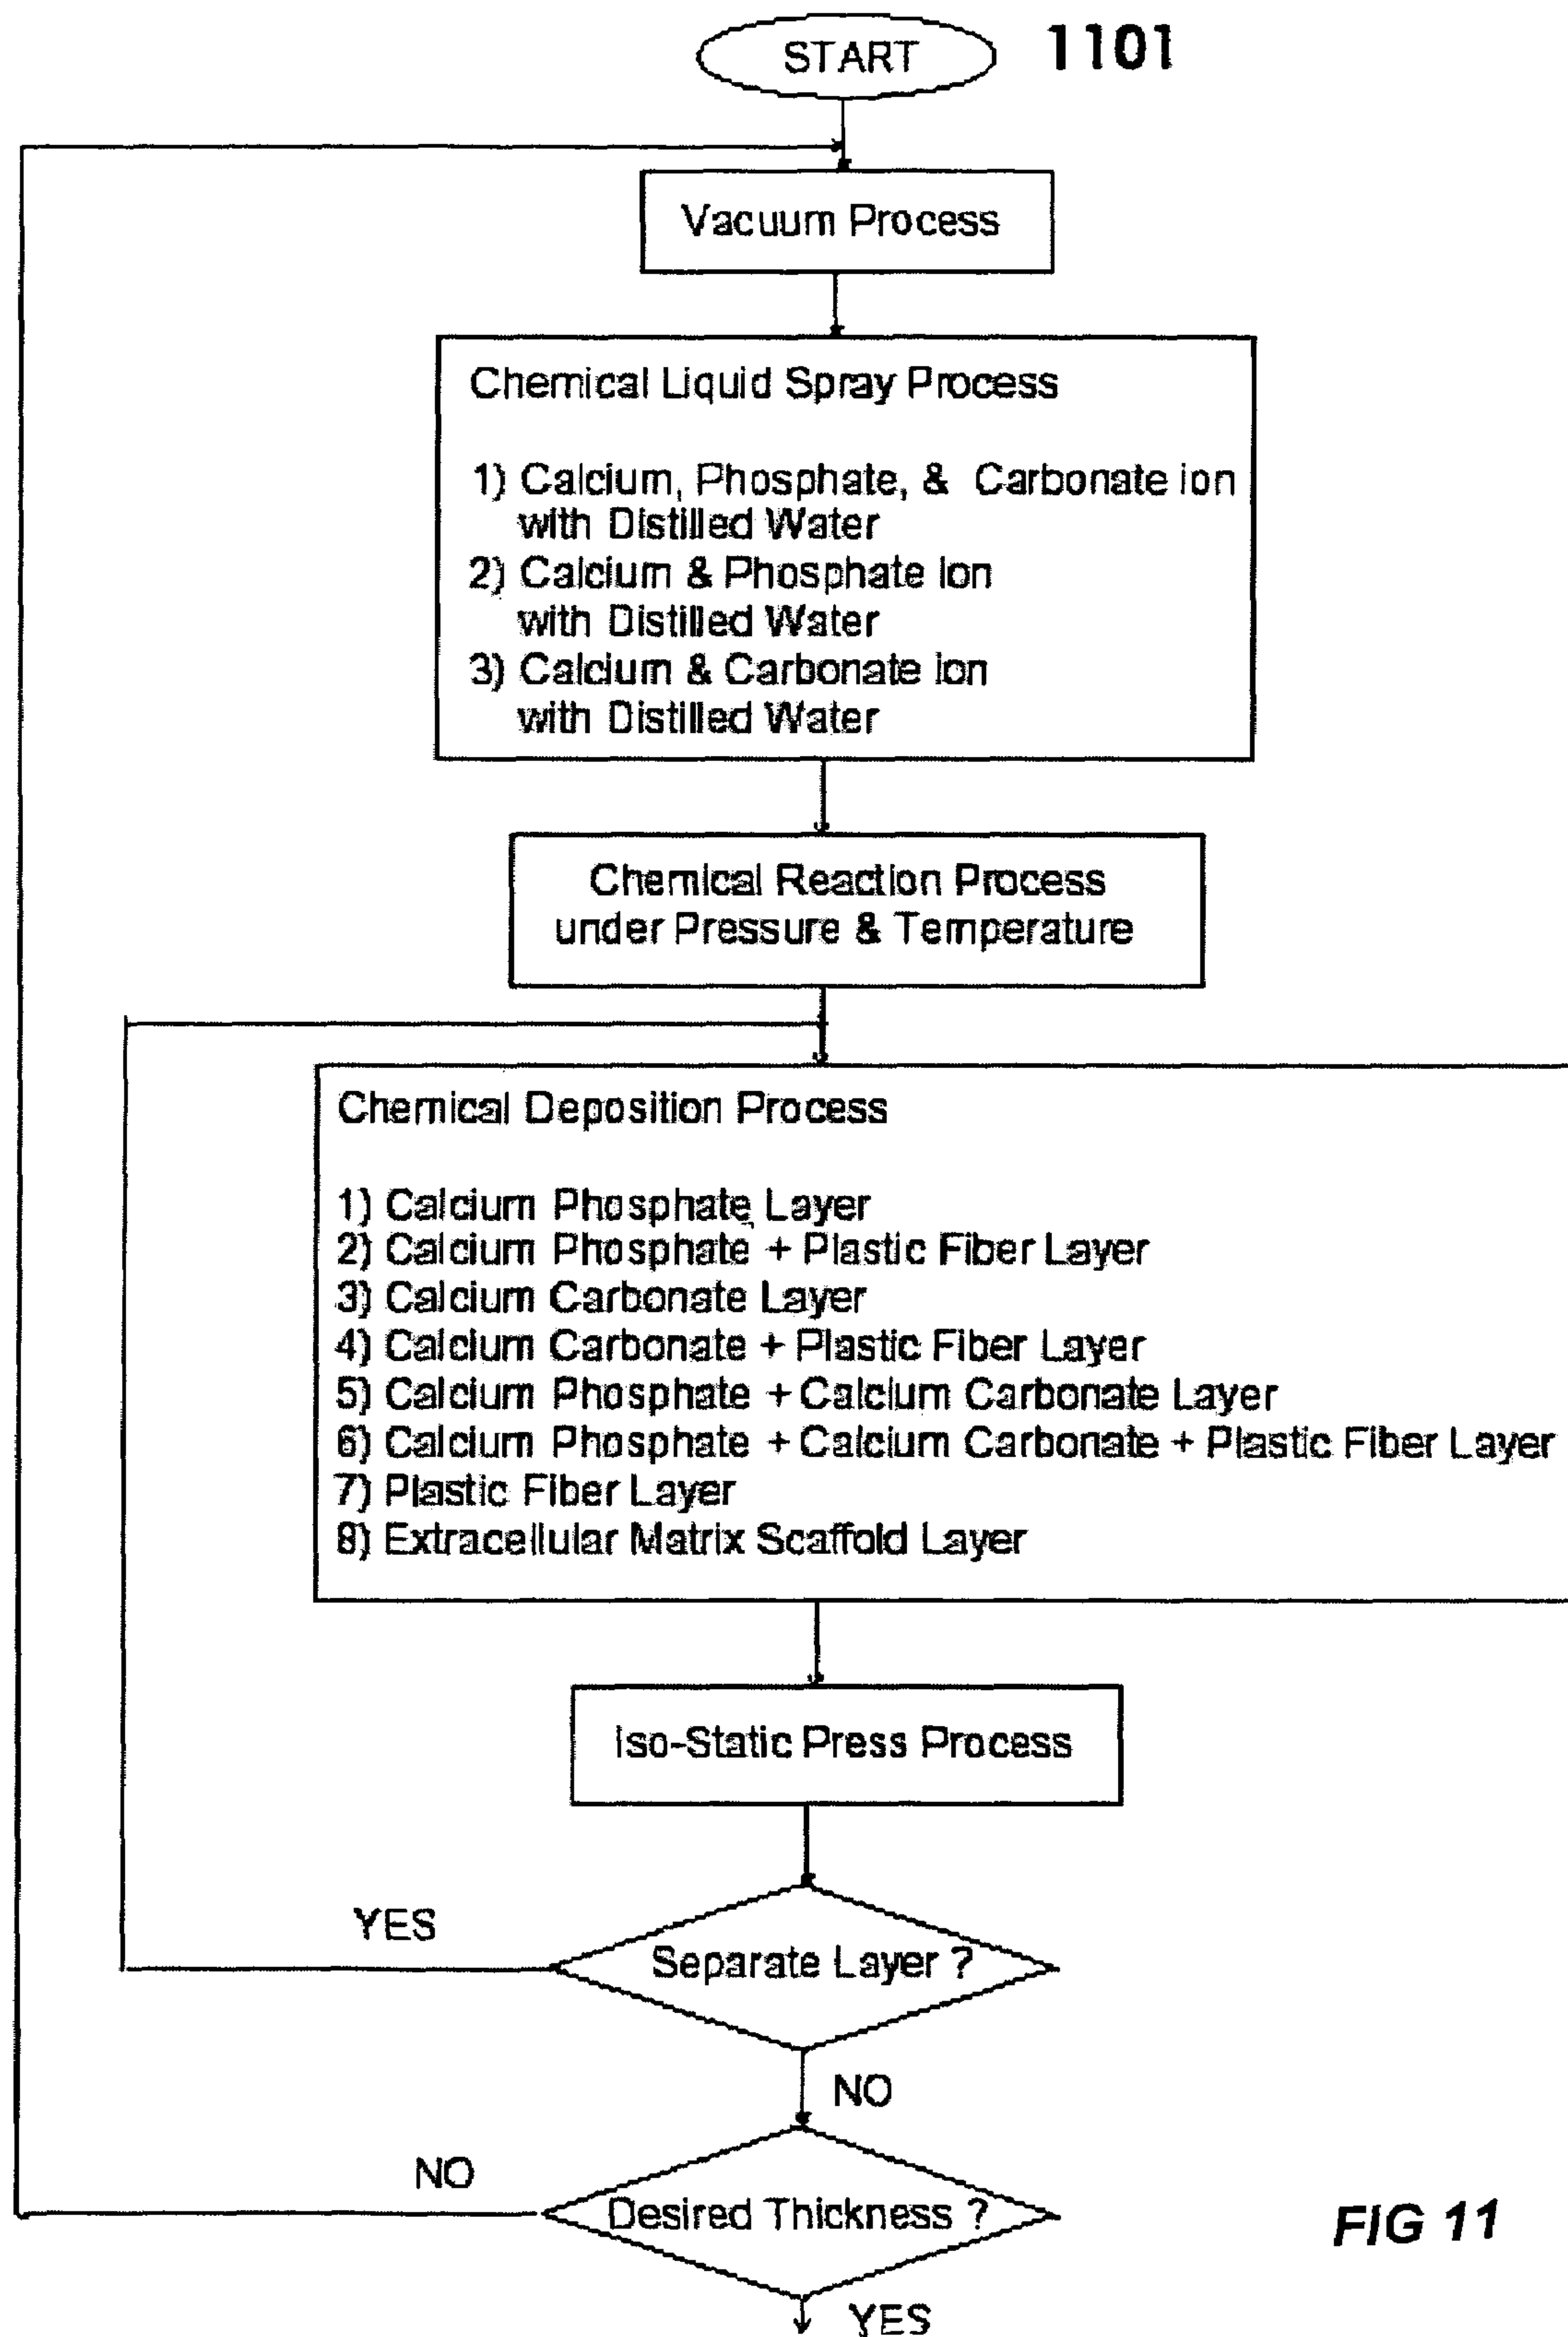 START 1101
Vacuum Process
Chemical Liquid Spray Process
1) Calcium, Phosphate, & Carbonate ion
with Distilled Water
2) Calcium & Phosphate Ion
with Distilled Water
3) Calcium & Carbonate Ion
with Distilled Water
Chemical Reaction Process
under Pressure & Temperature
Chemical Deposition Process
1) Calcium Phosphate Layer
2) Calcium Phosphate + Plastic Fiber Layer
3) Calcium Carbonate Layer
4) Calcium Carbonate + Plastic Fiber Layer
5) Calcium Phosphate + Calcium Carbonate Layer
6) Calcium Phosphate + Calcium Carbonate + Plastic Fiber Layer
7) Plastic Fiber Layer
8) Extracellular Matrix Scaffold Layer
Iso-Static Press Process
YES
Separate Layer ?
NO
NO
Desired Thickness ?
FIG 11
YES